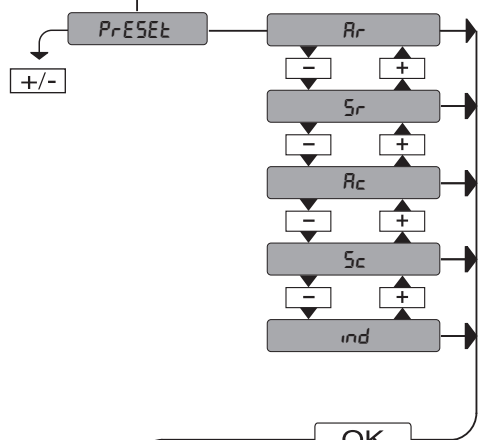 PrESEt
Ar
+/-
- +
Sr
- +
Ac
- +
Sc
- +
ind
OK